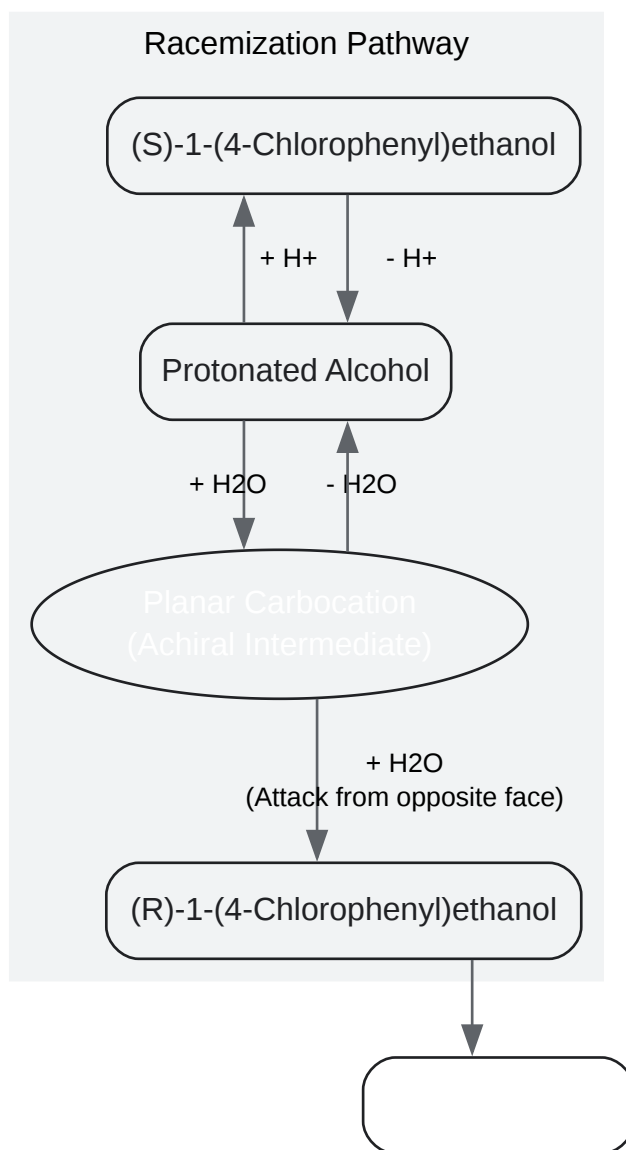 Racemization Pathway
(S)-1-(4-Chlorophenyl)ethanol
+ H+
- H+
Protonated Alcohol
+ H2O
- H2O
Planar Carbocation
(Achiral Intermediate)
+ H2O
(Attack from opposite face)
(R)-1-(4-Chlorophenyl)ethanol